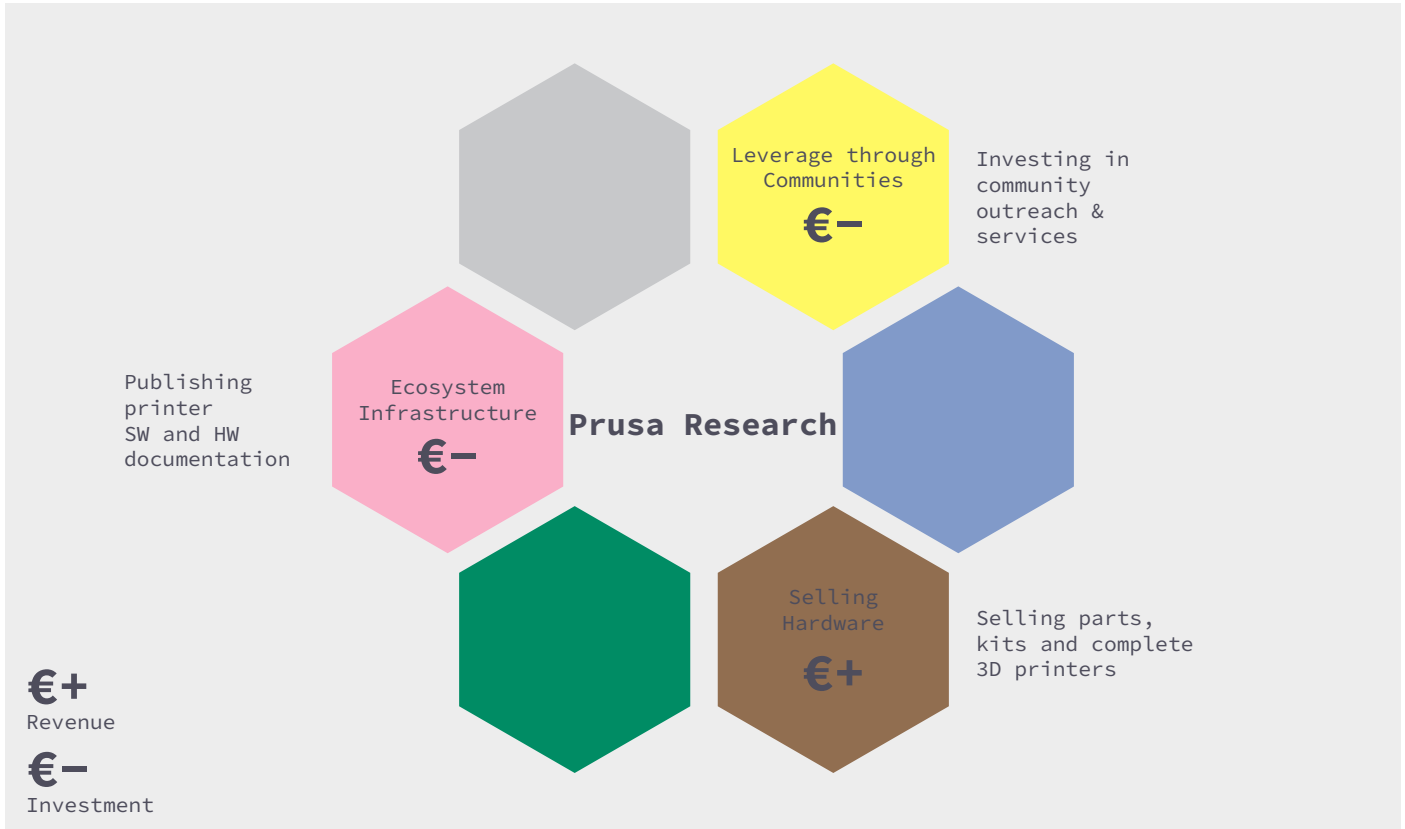 Leverage through
Communities
€−
Investing in
community
outreach &
services
Publishing
printer
SW and HW
documentation
Ecosystem
Infrastructure
€−
Prusa Research
Selling
Hardware
€+
Selling parts,
kits and complete
3D printers
€+
Revenue
€−
Investment